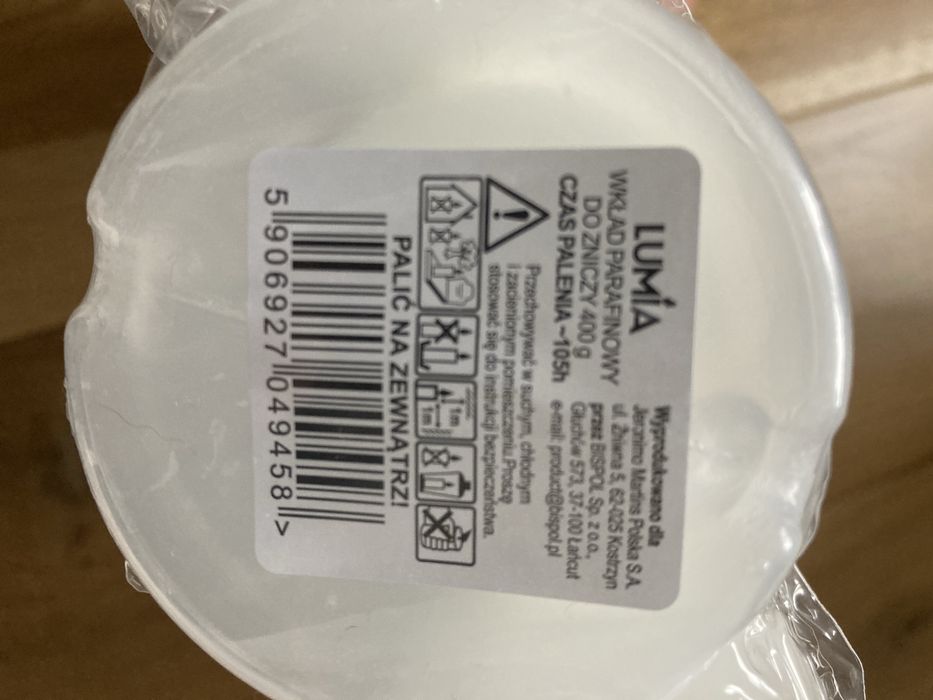 LUMIA
WKŁAD PARAFINOWY
DO ZNICZY 400 g
CZAS PALENIA ~105h
Wyprodukowano dla
Jeronimo Martins Polska S.A.
ul. Żniwna 5, 62-025 Kostrzyn
przez BISPOL Sp. z o.o.,
Głuchów 573, 37-100 Łańcut
e-mail: product@bispol.pl
Przechowywać w suchym, chłodnym
i zacienionym pomieszczeniu. Proszę
stosować się do instrukcji bezpieczeństwa.
1m
1m
PALIĆ NA ZEWNĄTRZ!
5 906927 049458 >